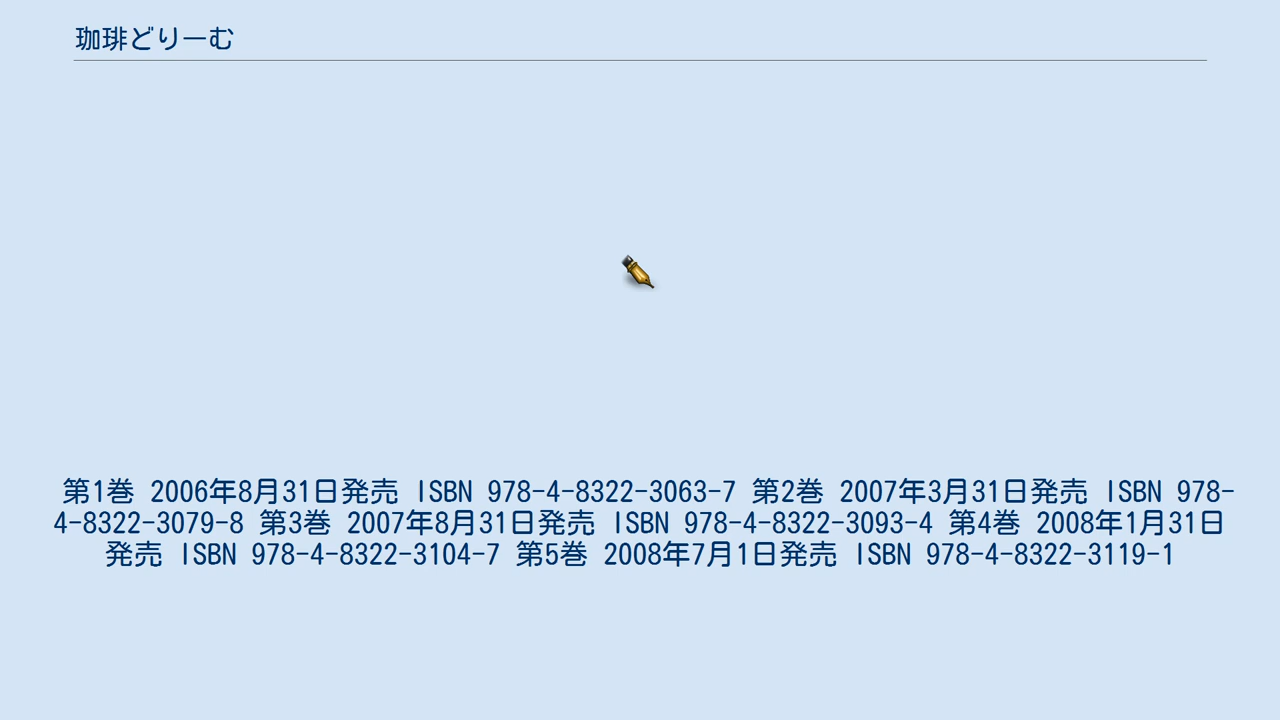 珈琲どりーむ
第1巻 2006年8月31日発売 ISBN 978-4-8322-3063-7 第2巻 2007年3月31日発売 ISBN 978-
4-8322-3079-8 第3巻 2007年8月31日発売 ISBN 978-4-8322-3093-4 第4巻 2008年1月31日
発売 ISBN 978-4-8322-3104-7 第5巻 2008年7月1日発売 ISBN 978-4-8322-3119-1